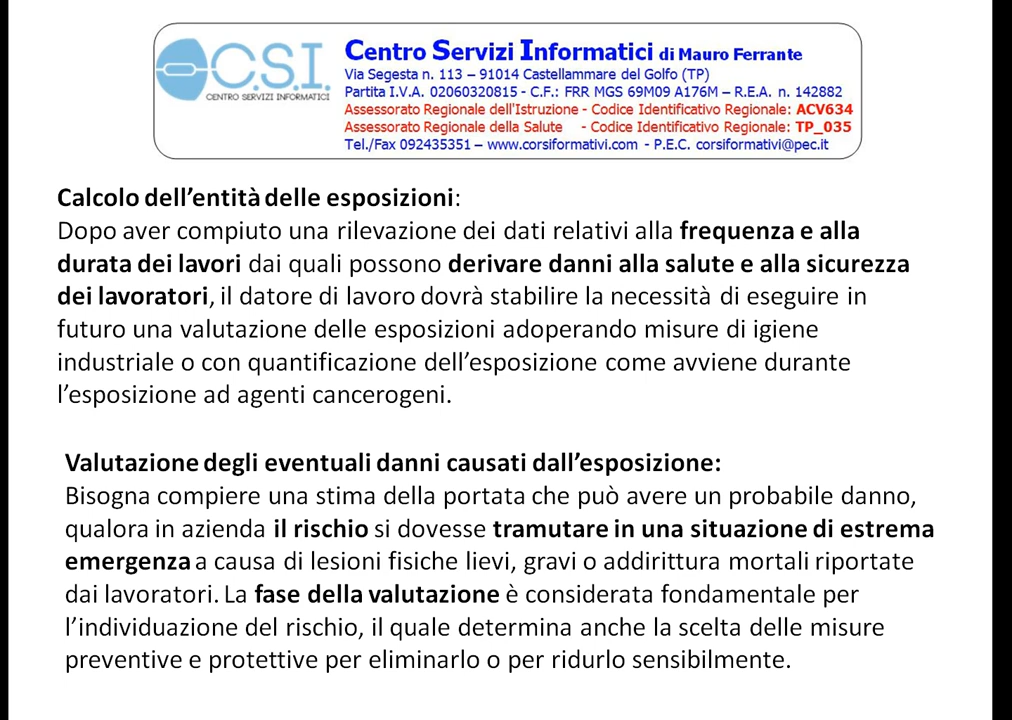 C.S.I.
CENTRO SERVIZI INFORMATICI
Centro Servizi Informatici di Mauro Ferrante
Via Segesta n. 113 – 91014 Castellammare del Golfo (TP)
Partita I.V.A. 02060320815 - C.F.: FRR MGS 69M09 A176M – R.E.A. n. 142882
Assessorato Regionale dell'Istruzione - Codice Identificativo Regionale: ACV634
Assessorato Regionale della Salute - Codice Identificativo Regionale: TP_035
Tel./Fax 092435351 – www.corsiformativi.com - P.E.C. corsiformativi@pec.it
Calcolo dell’entità delle esposizioni:
Dopo aver compiuto una rilevazione dei dati relativi alla frequenza e alla
durata dei lavori dai quali possono derivare danni alla salute e alla sicurezza
dei lavoratori, il datore di lavoro dovrà stabilire la necessità di eseguire in
futuro una valutazione delle esposizioni adoperando misure di igiene
industriale o con quantificazione dell’esposizione come avviene durante
l’esposizione ad agenti cancerogeni.
Valutazione degli eventuali danni causati dall’esposizione:
Bisogna compiere una stima della portata che può avere un probabile danno,
qualora in azienda il rischio si dovesse tramutare in una situazione di estrema
emergenza a causa di lesioni fisiche lievi, gravi o addirittura mortali riportate
dai lavoratori. La fase della valutazione è considerata fondamentale per
l’individuazione del rischio, il quale determina anche la scelta delle misure
preventive e protettive per eliminarlo o per ridurlo sensibilmente.